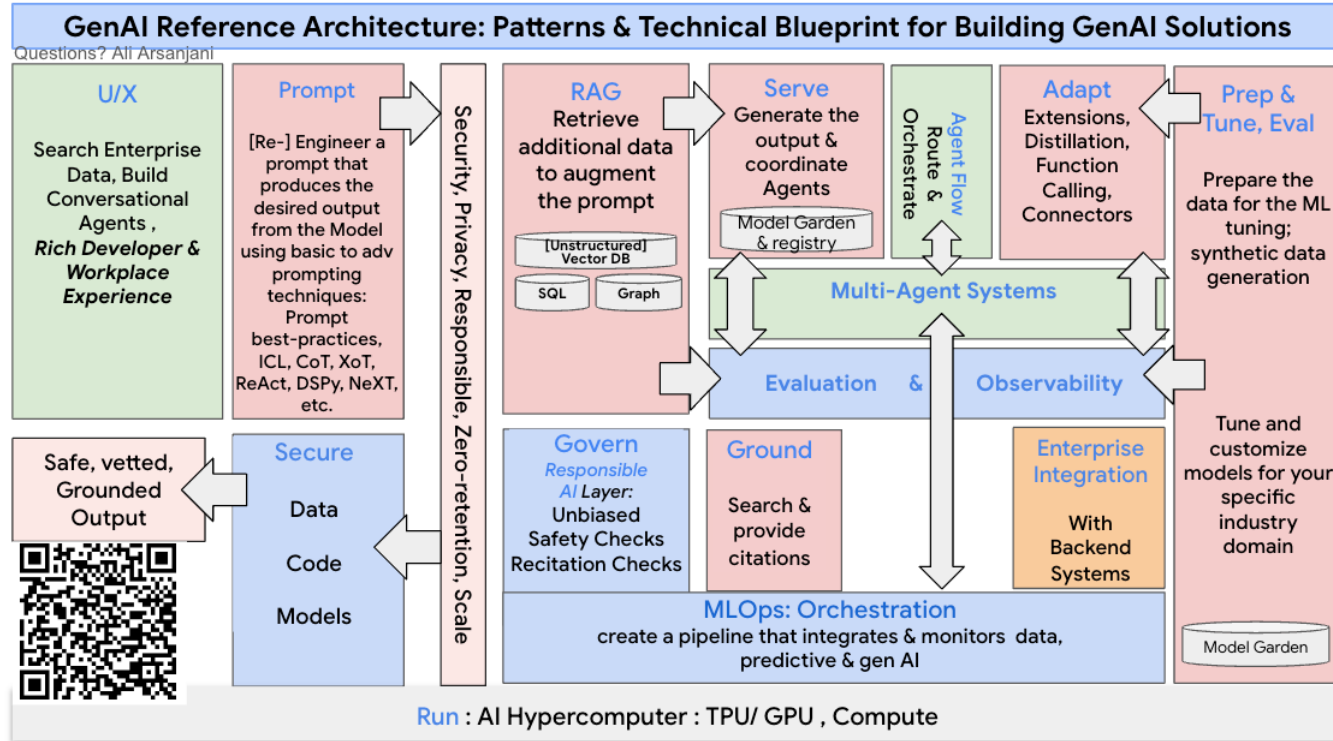 GenAI Reference Architecture: Patterns & Technical Blueprint for Building GenAI Solutions
Questions? Ali Arsanjani
U/X
Search Enterprise
Data, Build
Conversational
Agents ,
Rich Developer &
Workplace
Experience
Prompt
[Re-] Engineer a
prompt that
produces the
desired output
from the Model
using basic to adv
prompting
techniques:
Prompt
best-practices,
ICL, CoT, XoT,
ReAct, DSPy, NeXT,
etc.
Security, Privacy, Responsible, Zero-retention, Scale
RAG
Retrieve
additional data
to augment
the prompt
[Unstructured]
Vector DB
SQL
Graph
Serve
Generate the
output &
coordinate
Agents
Model Garden
& registry
Agent Flow
Route &
Orchestrate
Adapt
Extensions,
Distillation,
Function
Calling,
Connectors
Prep &
Tune, Eval
Prepare the
data for the ML
tuning;
synthetic data
generation
Tune and
customize
models for your
specific
industry
domain
Model Garden
Multi-Agent Systems
Evaluation & Observability
Safe, vetted,
Grounded
Output
Secure
Data
Code
Models
Govern
Responsible
AI Layer:
Unbiased
Safety Checks
Recitation Checks
Ground
Search &
provide
citations
Enterprise
Integration
With
Backend
Systems
MLOps: Orchestration
create a pipeline that integrates & monitors data,
predictive & gen AI
Run : AI Hypercomputer : TPU/ GPU , Compute